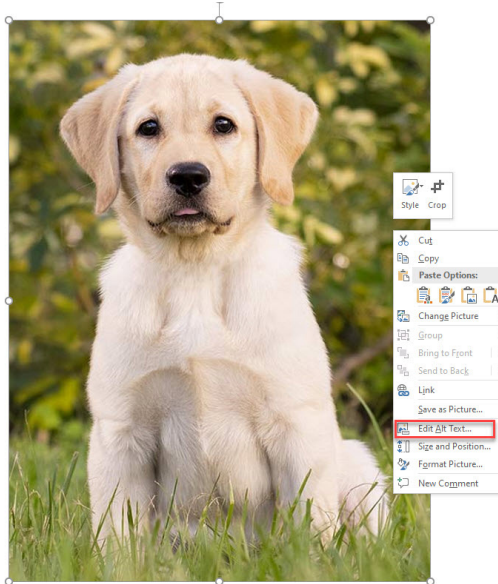 Style Crop
Cut
Copy
Paste Options:
A
Change Picture
Group
Bring to Front
Send to Back
Link
Save as Picture...
Edit Alt Text...
Size and Position...
Format Picture...
New Comment